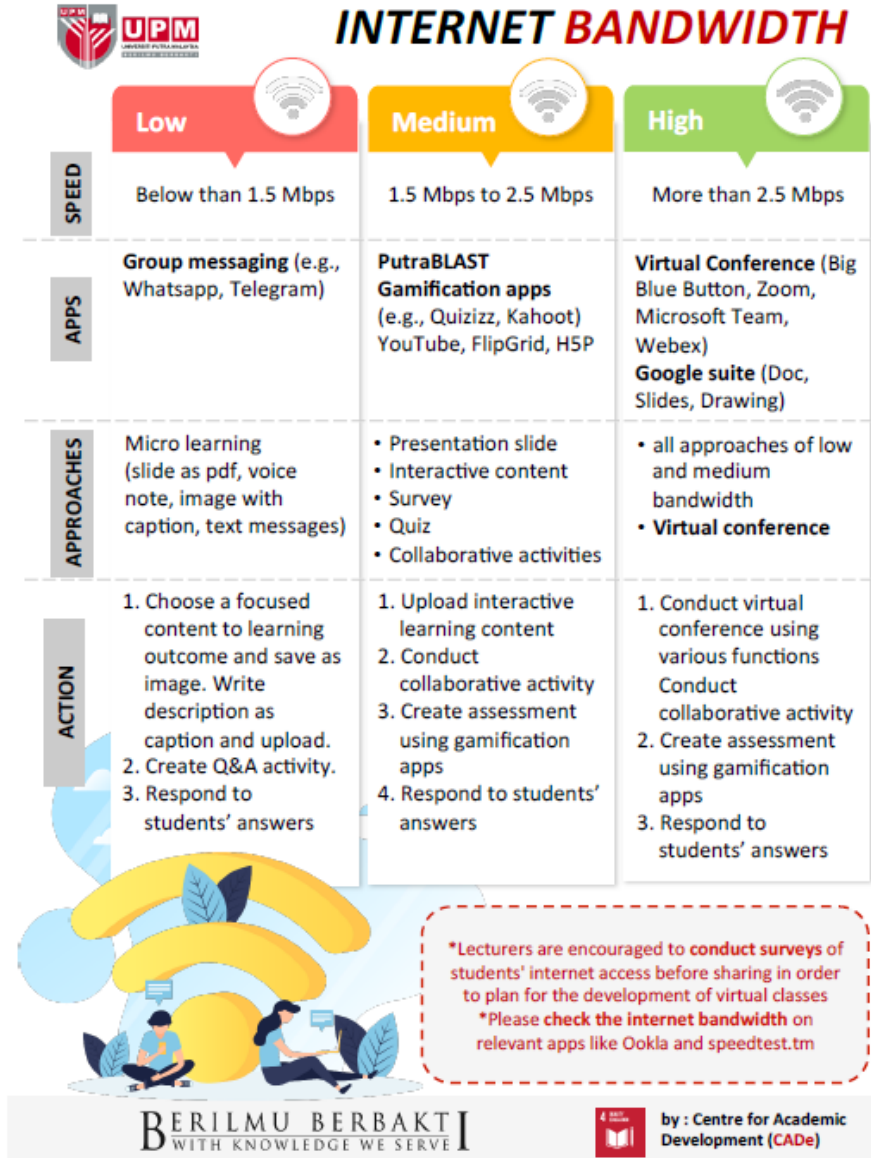 UPM
UPM
UNIVERSITI PUTRA MALAYSIA
BERILMU BERBAKTI
INTERNET BANDWIDTH
Low
Medium
High
SPEED
Below than 1.5 Mbps
1.5 Mbps to 2.5 Mbps
More than 2.5 Mbps
APPS
Group messaging (e.g.,
Whatsapp, Telegram)
PutraBLAST
Gamification apps
(e.g., Quizizz, Kahoot)
YouTube, FlipGrid, H5P
Virtual Conference (Big
Blue Button, Zoom,
Microsoft Team,
Webex)
Google suite (Doc,
Slides, Drawing)
APPROACHES
Micro learning
(slide as pdf, voice
note, image with
caption, text messages)
• Presentation slide
• Interactive content
• Survey
• Quiz
• Collaborative activities
• all approaches of low
and medium
bandwidth
• Virtual conference
ACTION
1. Choose a focused
content to learning
outcome and save as
image. Write
description as
caption and upload.
2. Create Q&A activity.
3. Respond to
students’ answers
1. Upload interactive
learning content
2. Conduct
collaborative activity
3. Create assessment
using gamification
apps
4. Respond to students’
answers
1. Conduct virtual
conference using
various functions
Conduct
collaborative activity
2. Create assessment
using gamification
apps
3. Respond to
students’ answers
*Lecturers are encouraged to conduct surveys of
students' internet access before sharing in order
to plan for the development of virtual classes
*Please check the internet bandwidth on
relevant apps like Ookla and speedtest.tm
BERILMU BERBAKTI
WITH KNOWLEDGE WE SERVE
4
by : Centre for Academic
Development (CADe)